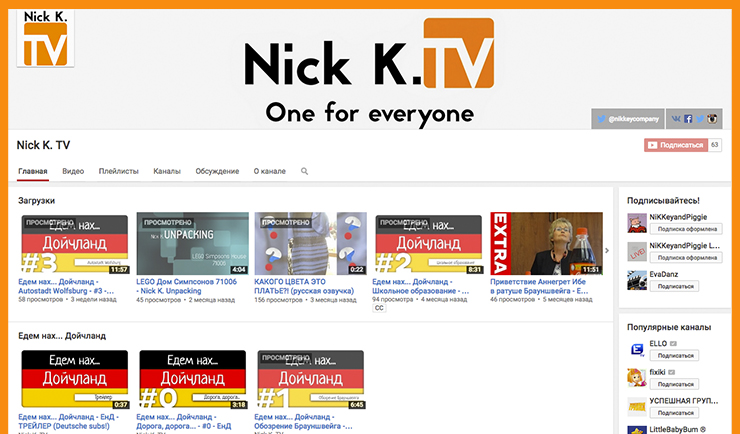 TV
Nick K.TV
One for everyone
@nikkeycompany
Nick K. TV
Подписаться 63
Главная Видео Плейлисты Каналы Обсуждение О канале
Загрузки
ПРОСМОТРЕНО
Едем нах...
Дойчланд
#3
Autostadt Wolfsburg
11:57
Едем нах... Дойчланд -
Autostadt Wolfsburg - #3 - ...
58 просмотров • 3 недели назад
ПРОСМОТРЕНО
UNPACKING
LEGO Simpsons House
71006
4:04
LEGO Дом Симпсонов 71006
- Nick K. Unpacking
45 просмотров • 2 месяца назад
ПРОСМОТРЕНО
0:22
КАКОГО ЦВЕТА ЭТО
ПЛАТЬЕ?! (русская озвучка)
156 просмотров • 3 месяца назад
ПРОСМОТРЕНО
Едем нах...
Дойчланд
#2
Школьное образование
8:31
Едем нах... Дойчланд -
Школьное образование - ...
94 просмотра • 4 месяца назад
CC
EXTRA
11:51
Приветствие Аннегрет Ибе
в ратуше Брауншвейга - E...
46 просмотров • 5 месяцев назад
Едем нах... Дойчланд
Едем нах...
Дойчланд
Трейлер
0:37
Едем нах... Дойчланд - ЕнД
- ТРЕЙЛЕР (Deutsche subs!)
Едем нах...
Дойчланд
#0
Дорога, дорога...
3:18
Едем нах... Дойчланд -
Дорога, дорога... - #0 - ЕнД
ПРОСМОТРЕНО
Едем нах...
Дойчланд
#1
Обозрение Брауншвейга
6:45
Едем нах... Дойчланд -
Обозрение Брауншвейга - ...
Подписывайтесь!
NiKKeyandPiggie
Подписка оформлена
LIVE!
NiKKeyandPiggie L...
Подписка оформлена
EvaDanz
Подписаться
Популярные каналы
ELLO
Подписаться
fixiki
Подписаться
УСПЕШНАЯ ГРУП...
Подписаться
LittleBabyBum ®